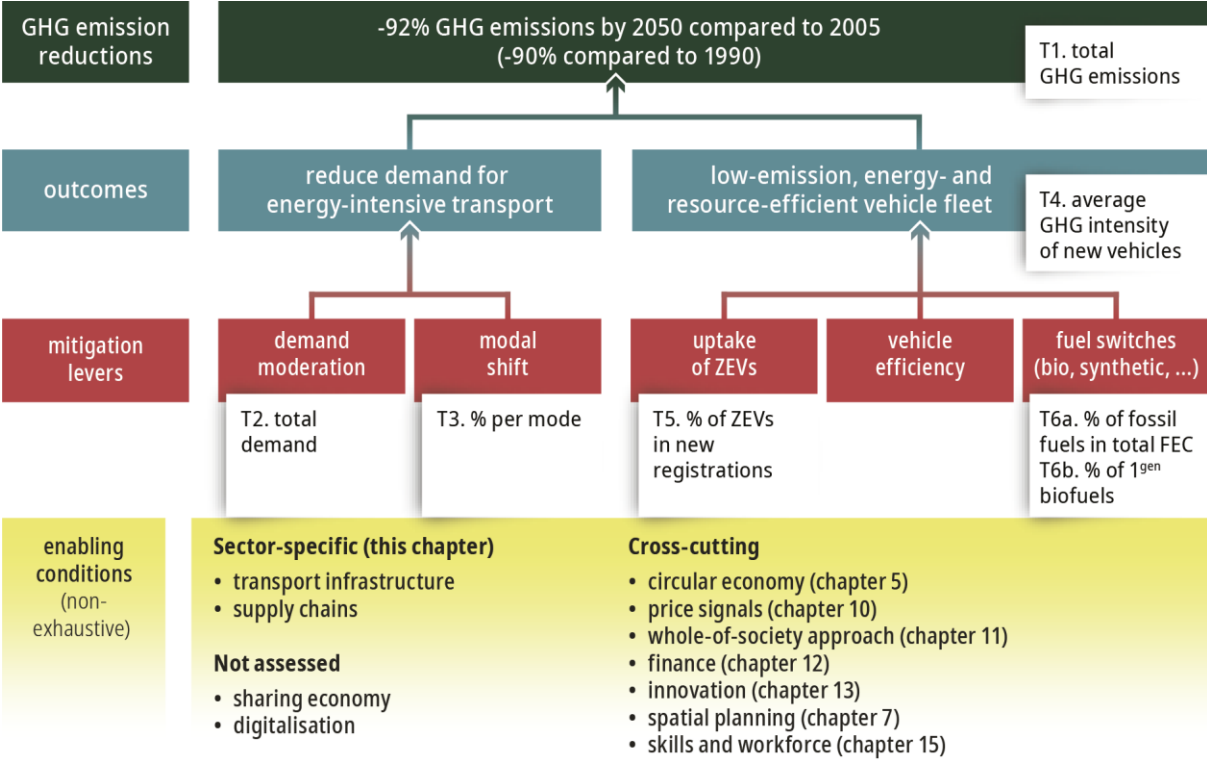 GHG emission
reductions
-92% GHG emissions by 2050 compared to 2005
(-90% compared to 1990)
T1. total
GHG emissions
outcomes
reduce demand for
energy-intensive transport
low-emission, energy- and
resource-efficient vehicle fleet
T4. average
GHG intensity
of new vehicles
mitigation
levers
demand
moderation
modal
shift
uptake
of ZEVs
vehicle
efficiency
fuel switches
(bio, synthetic, ...)
T2. total
demand
T3. % per mode
T5. % of ZEVs
in new
registrations
T6a. % of fossil
fuels in total FEC
T6b. % of 1gen
biofuels
enabling
conditions
(non-
exhaustive)
Sector-specific (this chapter)
• transport infrastructure
• supply chains
Not assessed
• sharing economy
• digitalisation
Cross-cutting
• circular economy (chapter 5)
• price signals (chapter 10)
• whole-of-society approach (chapter 11)
• finance (chapter 12)
• innovation (chapter 13)
• spatial planning (chapter 7)
• skills and workforce (chapter 15)